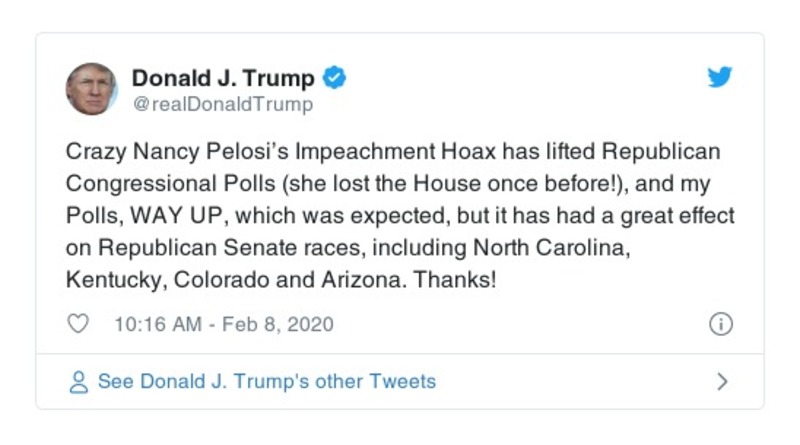 Donald J. Trump
@realDonaldTrump
Crazy Nancy Pelosi’s Impeachment Hoax has lifted Republican
Congressional Polls (she lost the House once before!), and my
Polls, WAY UP, which was expected, but it has had a great effect
on Republican Senate races, including North Carolina,
Kentucky, Colorado and Arizona. Thanks!
10:16 AM - Feb 8, 2020
See Donald J. Trump's other Tweets